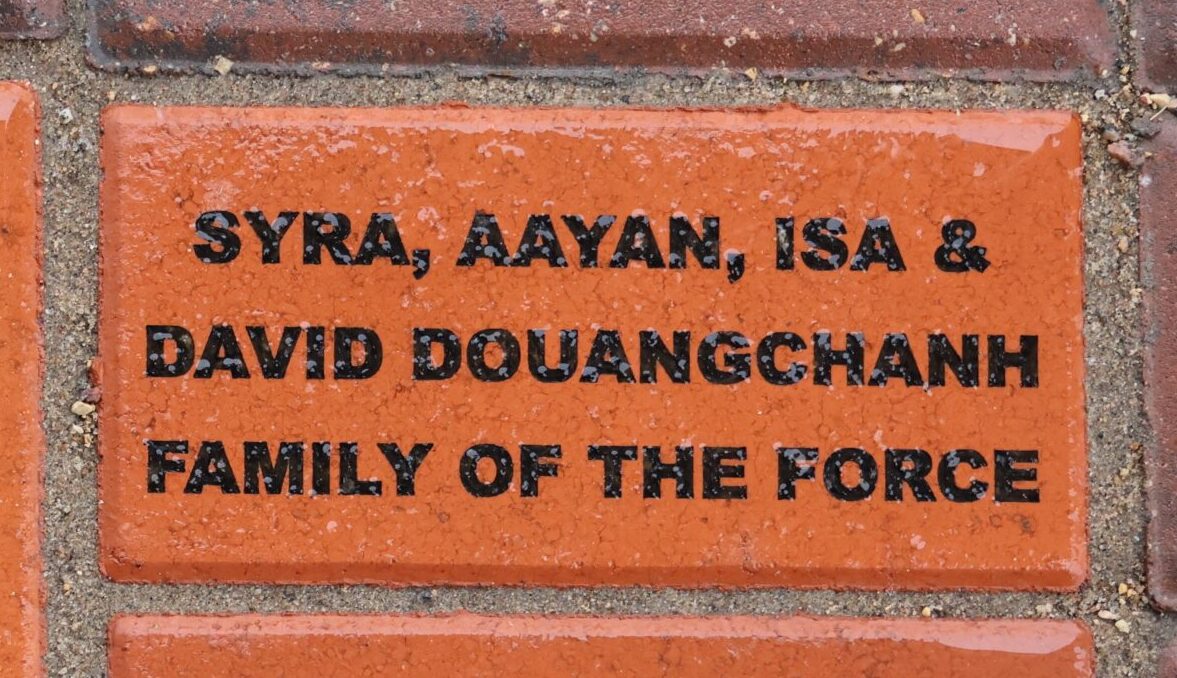 SYRA, AAYAN, ISA &
DAVID DOUANGCHANH
FAMILY OF THE FORCE